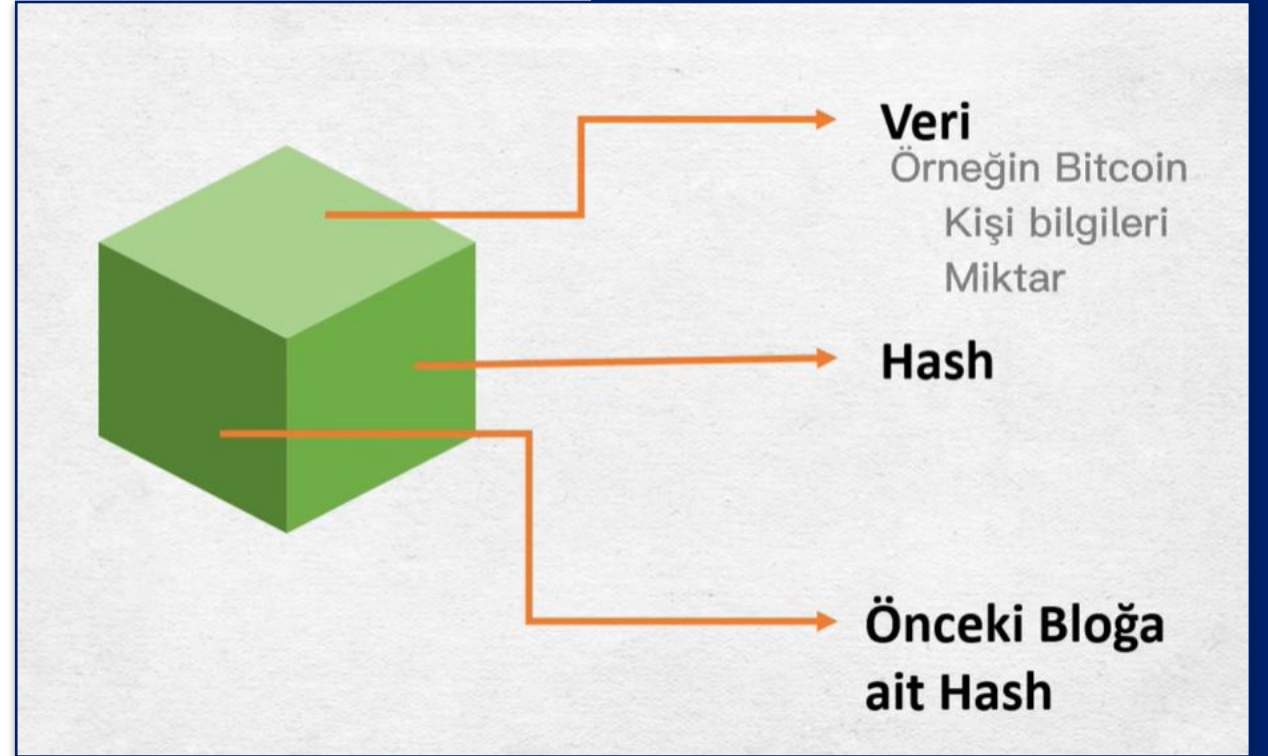 Veri
Örneğin Bitcoin
Kişi bilgileri
Miktar
Hash
Önceki Bloğa
ait Hash